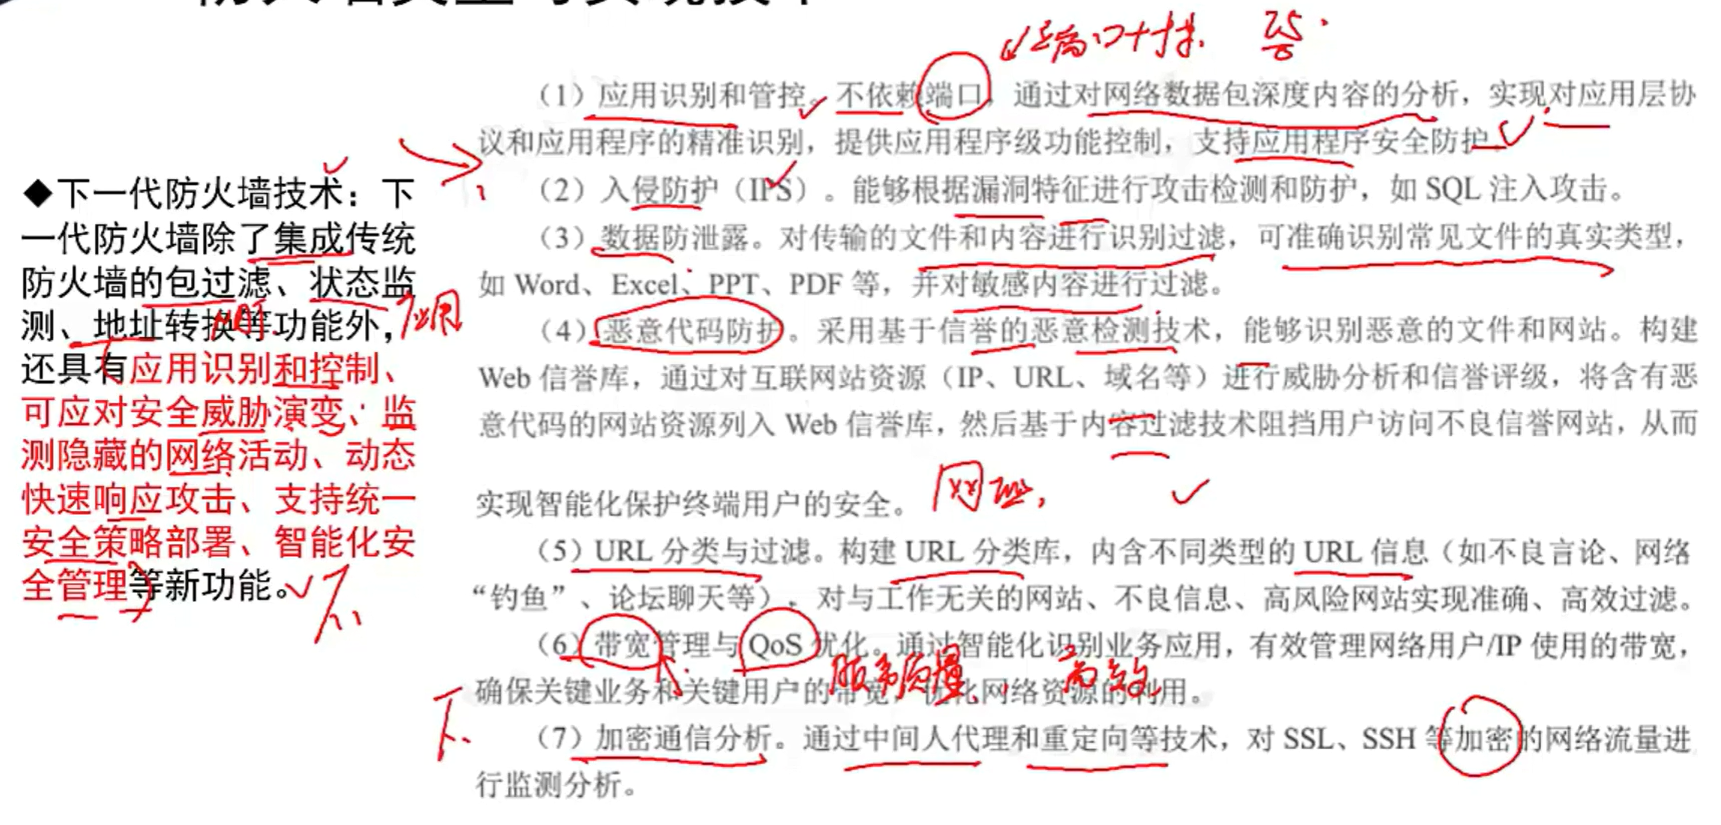 ◆下一代防火墙技术：下
一代防火墙除了集成传统
防火墙的包过滤、状态监
测、地址转换等功能外，
应用
还具有应用识别和控制、
可应对安全威胁演变、监
测隐藏的网络活动、动态
快速响应攻击、支持统一
安全策略部署、智能化安
全管理等新功能。
（1）应用识别和管控。不依赖端口，通过对网络数据包深度内容的分析，实现对应用层协
议和应用程序的精准识别，提供应用程序级功能控制，支持应用程序安全防护。
（2）入侵防护（IPS）。能够根据漏洞特征进行攻击检测和防护，如 SQL 注入攻击。
（3）数据防泄露。对传输的文件和内容进行识别过滤，可准确识别常见文件的真实类型，
如 Word、Excel、PPT、PDF 等，并对敏感内容进行过滤。
（4）恶意代码防护。采用基于信誉的恶意检测技术，能够识别恶意的文件和网站。构建
Web 信誉库，通过对互联网站资源（IP、URL、域名等）进行威胁分析和信誉评级，将含有恶
意代码的网站资源列入 Web 信誉库，然后基于内容过滤技术阻挡用户访问不良信誉网站，从而
实现智能化保护终端用户的安全。
网址
（5）URL 分类与过滤。构建 URL 分类库，内含不同类型的 URL 信息（如不良言论、网络
“钓鱼”、论坛聊天等），对与工作无关的网站、不良信息、高风险网站实现准确、高效过滤。
（6）带宽管理与 QoS 优化。通过智能化识别业务应用，有效管理网络用户/IP 使用的带宽，
服务质量 高效
确保关键业务和关键用户的带宽，优化网络资源的利用。
（7）加密通信分析。通过中间人代理和重定向等技术，对 SSL、SSH 等加密的网络流量进
行监测分析。